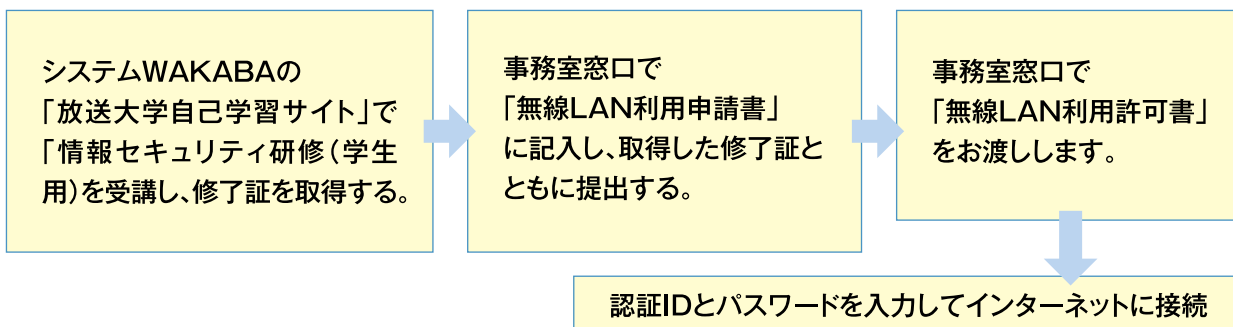 システムWAKABAの
「放送大学自己学習サイト」で
「情報セキュリティ研修（学生
用）を受講し、修了証を取得する。
事務室窓口で
「無線LAN利用申請書」
に記入し、取得した修了証と
ともに提出する。
事務室窓口で
「無線LAN利用許可書」
をお渡しします。
認証IDとパスワードを入力してインターネットに接続